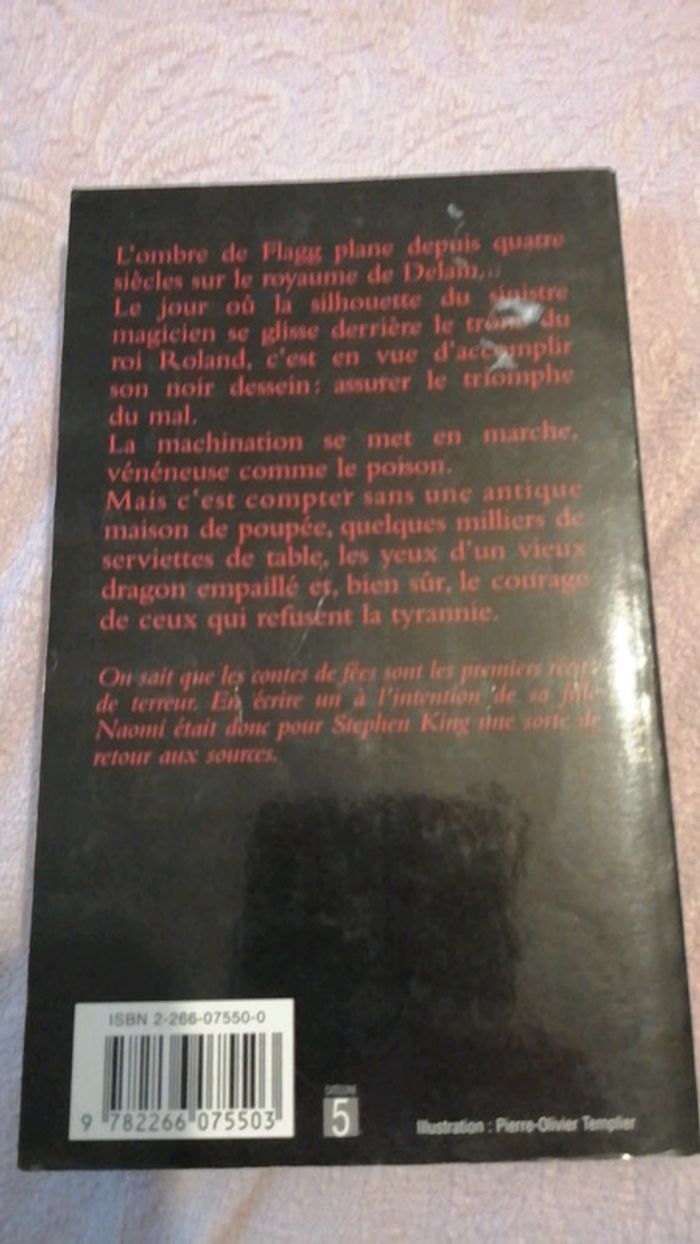 L'ombre de Flagg plane depuis quatre
siècles sur le royaume de Delain...
Le jour où la silhouette du sinistre
magicien se glisse derrière le trône du
roi Roland, c'est en vue d'accomplir
son noir dessein : assurer le triomphe
du mal.
La machination se met en marche,
vénéneuse comme le poison.
Mais c'est compter sans une antique
maison de poupée, quelques milliers de
serviettes de table, les yeux d'un vieux
dragon empaillé et, bien sûr, le courage
de ceux qui refusent la tyrannie.
On sait que les contes de fées sont les premiers récits
de terreur. En écrire un à l'intention de sa fille
Naomi était donc pour Stephen King une sorte de
retour aux sources.
ISBN 2-266-07550-0
9 782266 075503
CATÉGORIE
5
Illustration : Pierre-Olivier Templier